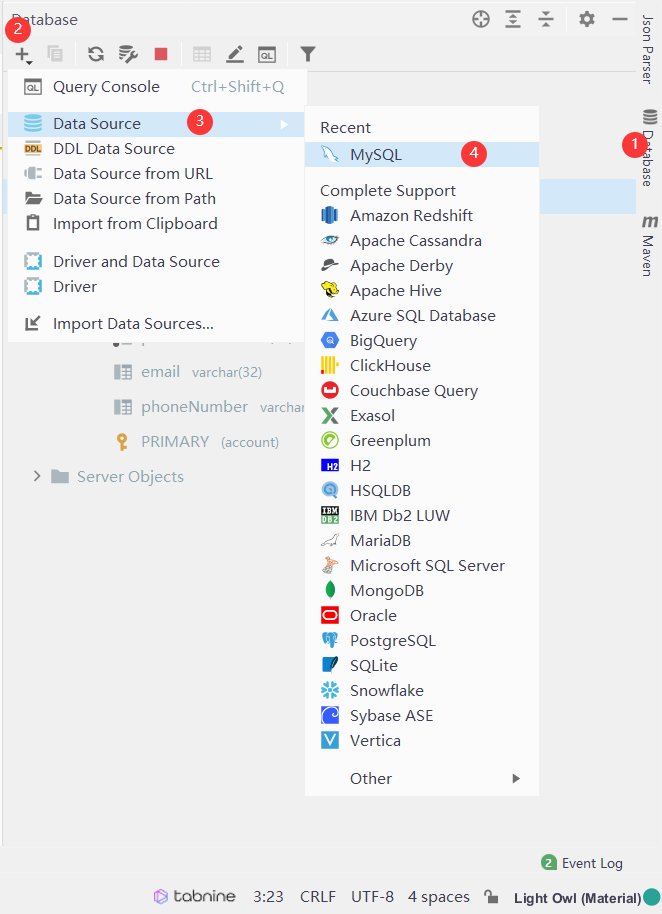 Database
2
Query Console Ctrl+Shift+Q
Data Source 3
DDL Data Source
Data Source from URL
Data Source from Path
Import from Clipboard
Driver and Data Source
Driver
Import Data Sources...
Recent
MySQL 4
Complete Support
Amazon Redshift
Apache Cassandra
Apache Derby
Apache Hive
Azure SQL Database
BigQuery
ClickHouse
Couchbase Query
Exasol
Greenplum
H2
HSQLDB
IBM Db2 LUW
MariaDB
Microsoft SQL Server
MongoDB
Oracle
PostgreSQL
SQLite
Snowflake
Sybase ASE
Vertica
Other
email varchar(32)
phoneNumber varchar
PRIMARY (account)
Server Objects
Json Parser
1
Database
Maven
2 Event Log
tabnine 3:23 CRLF UTF-8 4 spaces Light Owl (Material)